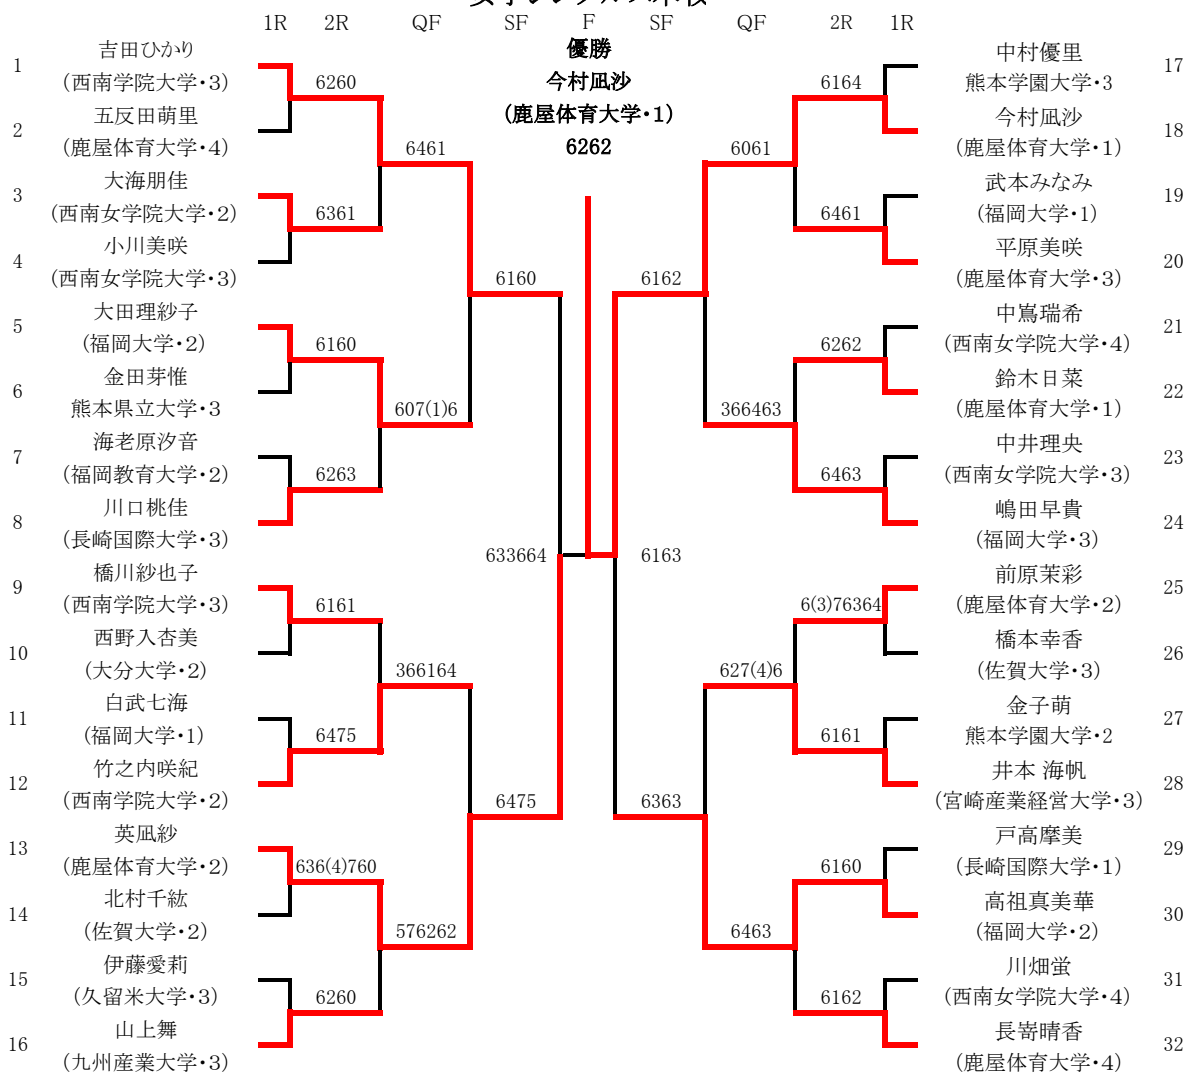 1R 2R QF SF F SF QF 2R 1R
優勝
今村凪沙
(鹿屋体育大学・1)
6262
1 吉田ひかり
(西南学院大学・3)
2 五反田萌里
(鹿屋体育大学・4)
3 大海朋佳
(西南女学院大学・2)
4 小川美咲
(西南女学院大学・3)
5 大田理紗子
(福岡大学・2)
6 金田芽惟
熊本県立大学・3
7 海老原汐音
(福岡教育大学・2)
8 川口桃佳
(長崎国際大学・3)
9 橋川紗也子
(西南学院大学・3)
10 西野入杏美
(大分大学・2)
11 白武七海
(福岡大学・1)
12 竹之内咲紀
(西南学院大学・2)
13 英凪紗
(鹿屋体育大学・2)
14 北村千紘
(佐賀大学・2)
15 伊藤愛莉
(久留米大学・3)
16 山上舞
(九州産業大学・3)
6260
6361
6160
6263
6161
6475
636(4)760
6260
6461
607(1)6
366164
576262
6160
6475
633664
6163
6162
6363
6061
366463
627(4)6
6463
6164
6461
6262
6463
6(3)76364
6161
6160
6162
中村優里 17
熊本学園大学・3
今村凪沙 18
(鹿屋体育大学・1)
武本みなみ 19
(福岡大学・1)
平原美咲 20
(鹿屋体育大学・3)
中嶌瑞希 21
(西南女学院大学・4)
鈴木日菜 22
(鹿屋体育大学・1)
中井理央 23
(西南女学院大学・3)
嶋田早貴 24
(福岡大学・3)
前原茉彩 25
(鹿屋体育大学・2)
橋本幸香 26
(佐賀大学・3)
金子萌 27
熊本学園大学・2
井本 海帆 28
(宮崎産業経営大学・3)
戸高摩美 29
(長崎国際大学・1)
高祖真美華 30
(福岡大学・2)
川畑蛍 31
(西南女学院大学・4)
長嵜晴香 32
(鹿屋体育大学・4)